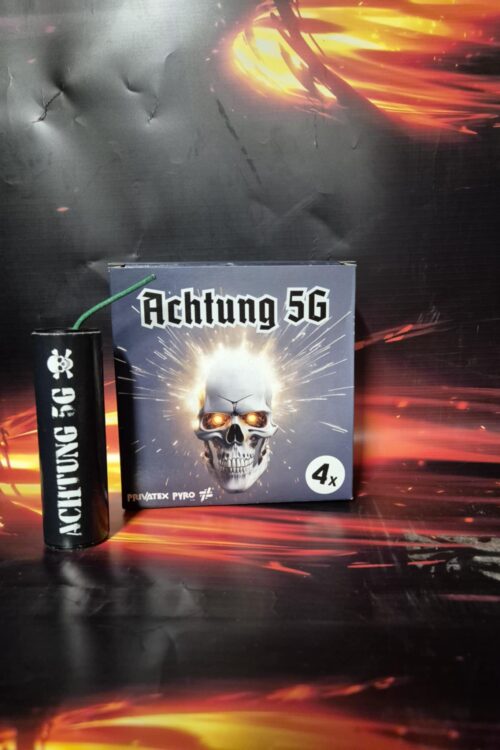 Achtung 5G
ACHTUNG 5G
PRIVATEX PYRO
4x